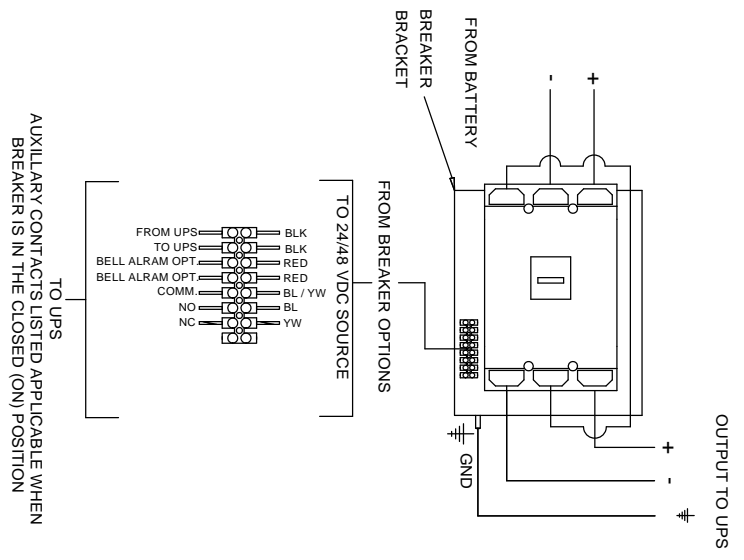 FROM BATTERY
BREAKER
BRACKET
-
+
OUTPUT TO UPS
+
-
GND
FROM BREAKER OPTIONS
TO 24/48 VDC SOURCE
FROM UPS BLK
TO UPS BLK
BELL ALRAM OPT. RED
BELL ALRAM OPT. RED
COMM. BL / YW
NO BL
NC YW
TO UPS
AUXILLARY CONTACTS LISTED APPLICABLE WHEN
BREAKER IS IN THE CLOSED (ON) POSITION